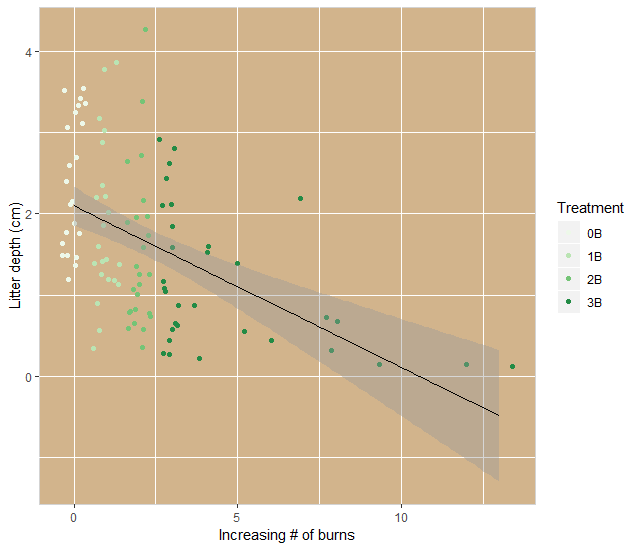 4
2
0
Litter depth (cm)
0
5
10
Increasing # of burns
Treatment
0B
1B
2B
3B